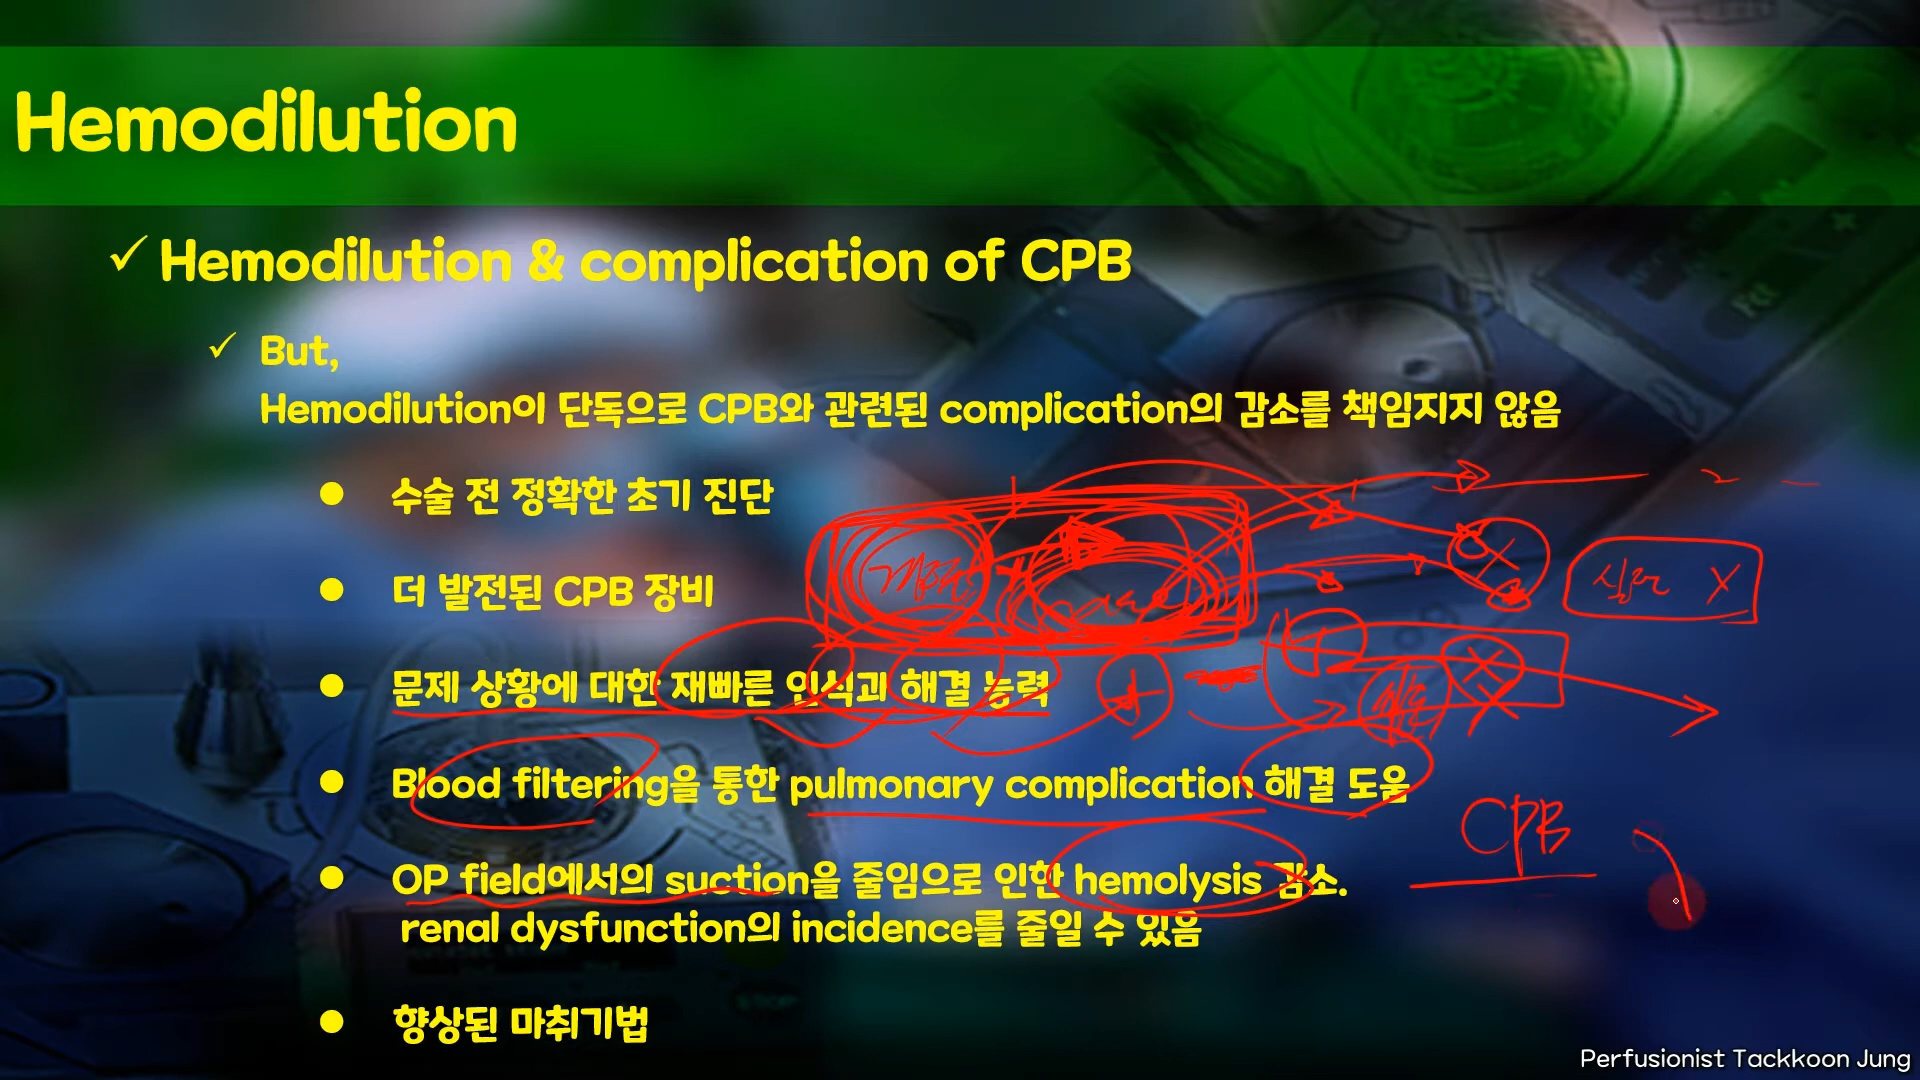 Hemodilution
✓ Hemodilution & complication of CPB
✓ But,
Hemodilution이 단독으로 CPB와 관련된 complication의 감소를 책임지지 않음
● 수술 전 정확한 초기 진단
● 더 발전된 CPB 장비
● 문제 상황에 대한 재빠른 인식과 해결 능력
● Blood filtering을 통한 pulmonary complication 해결 도움
CPB
● OP field에서의 suction을 줄임으로 인한 hemolysis 감소.
renal dysfunction의 incidence를 줄일 수 있음
● 향상된 마취기법
Perfusionist Tackkoon Jung